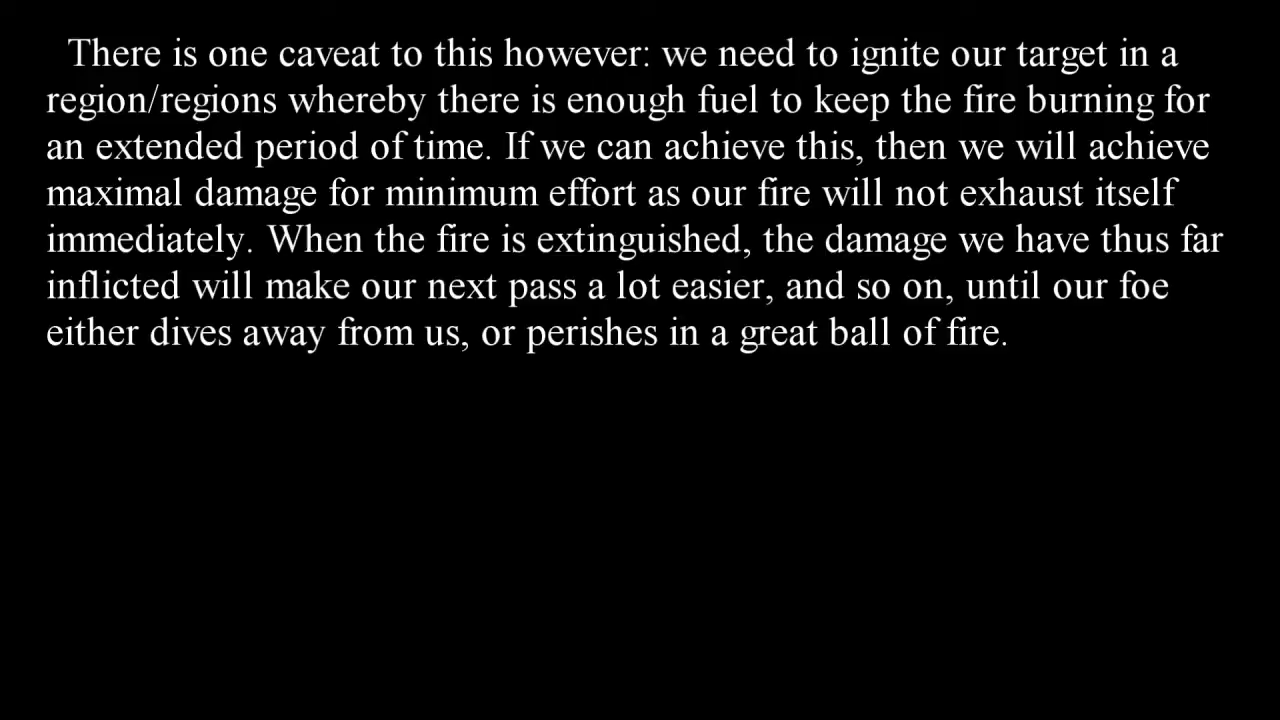 There is one caveat to this however: we need to ignite our target in a
region/regions whereby there is enough fuel to keep the fire burning for
an extended period of time. If we can achieve this, then we will achieve
maximal damage for minimum effort as our fire will not exhaust itself
immediately. When the fire is extinguished, the damage we have thus far
inflicted will make our next pass a lot easier, and so on, until our foe
either dives away from us, or perishes in a great ball of fire.